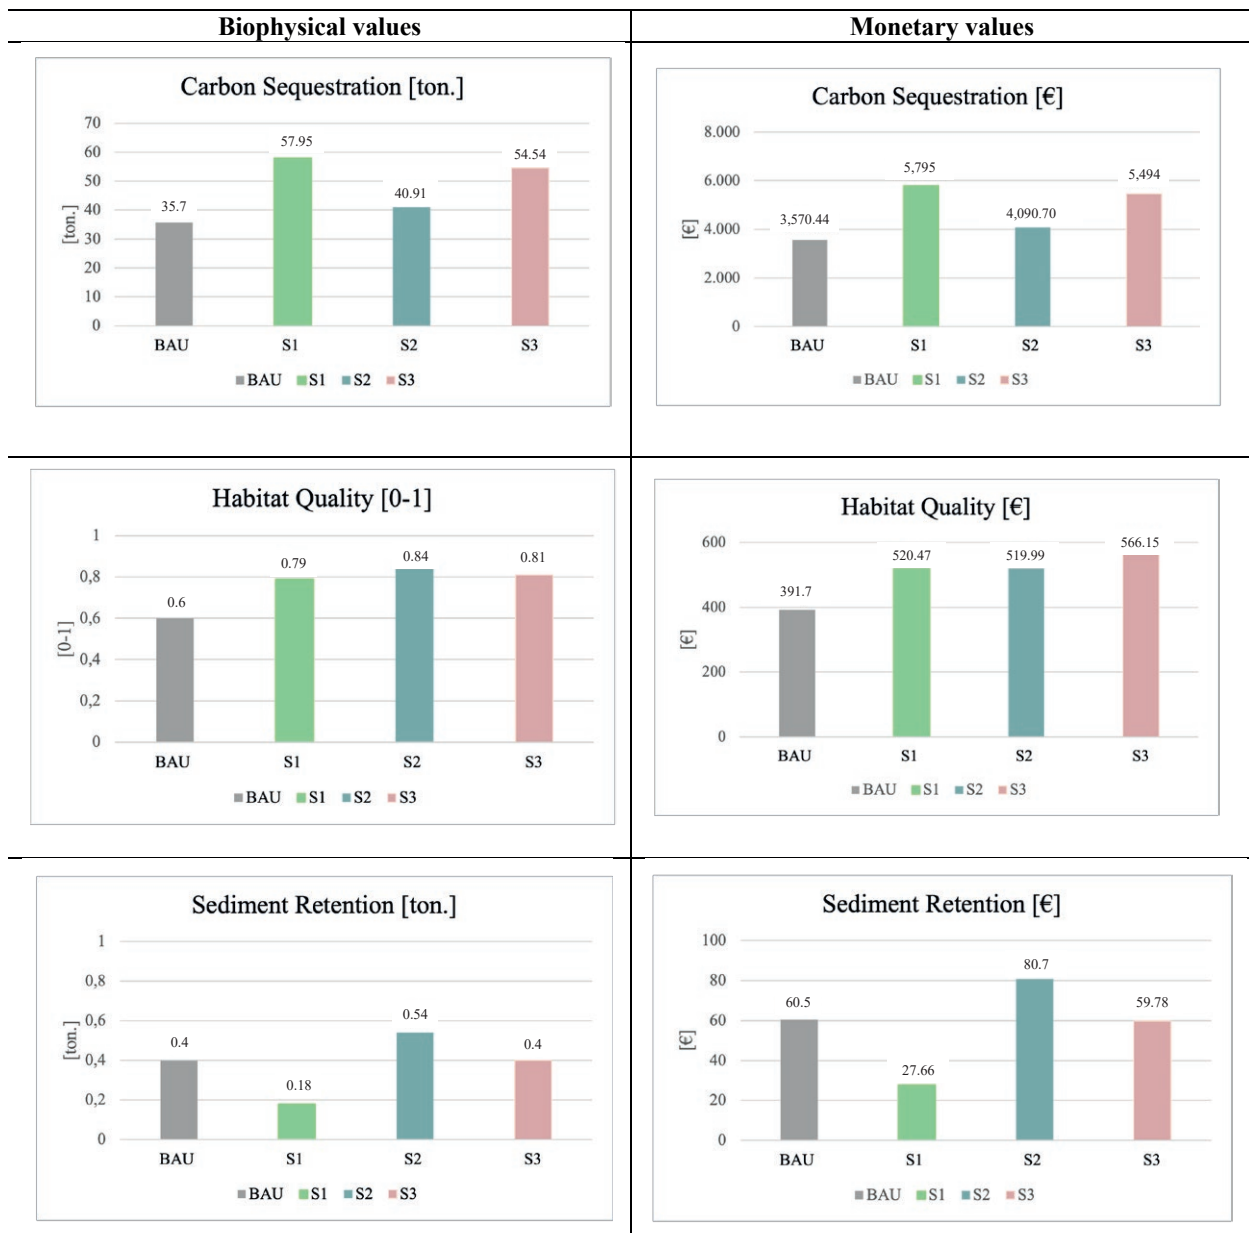 Biophysical values
Monetary values
Carbon Sequestration [ton.]
70
60
50
40
30
20
10
0
[ton.]
35.7
57.95
40.91
54.54
BAU S1 S2 S3
BAU S1 S2 S3
Carbon Sequestration [€]
8.000
6.000
4.000
2.000
0
[€]
3,570.44
5,795
4,090.70
5,494
BAU S1 S2 S3
BAU S1 S2 S3
Habitat Quality [0-1]
1
0,8
0,6
0,4
0,2
0
[0-1]
0.6
0.79
0.84
0.81
BAU S1 S2 S3
BAU S1 S2 S3
Habitat Quality [€]
600
400
200
0
[€]
391.7
520.47
519.99
566.15
BAU S1 S2 S3
BAU S1 S2 S3
Sediment Retention [ton.]
1
0,8
0,6
0,4
0,2
0
[ton.]
0.4
0.18
0.54
0.4
BAU S1 S2 S3
BAU S1 S2 S3
Sediment Retention [€]
100
80
60
40
20
0
[€]
60.5
27.66
80.7
59.78
BAU S1 S2 S3
BAU S1 S2 S3